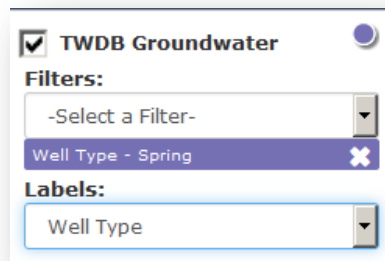 TWDB Groundwater
Filters:
-Select a Filter-
Well Type - Spring
Labels:
Well Type